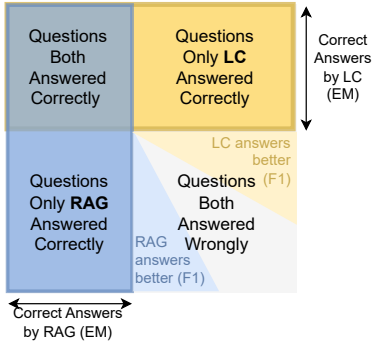 Questions
Both
Answered
Correctly
Questions
Only LC
Answered
Correctly
Correct
Answers
by LC
(EM)
LC answers
better
(F1)
Questions
Only RAG
Answered
Correctly
Questions
Both
Answered
Wrongly
RAG
answers
better (F1)
Correct Answers
by RAG (EM)